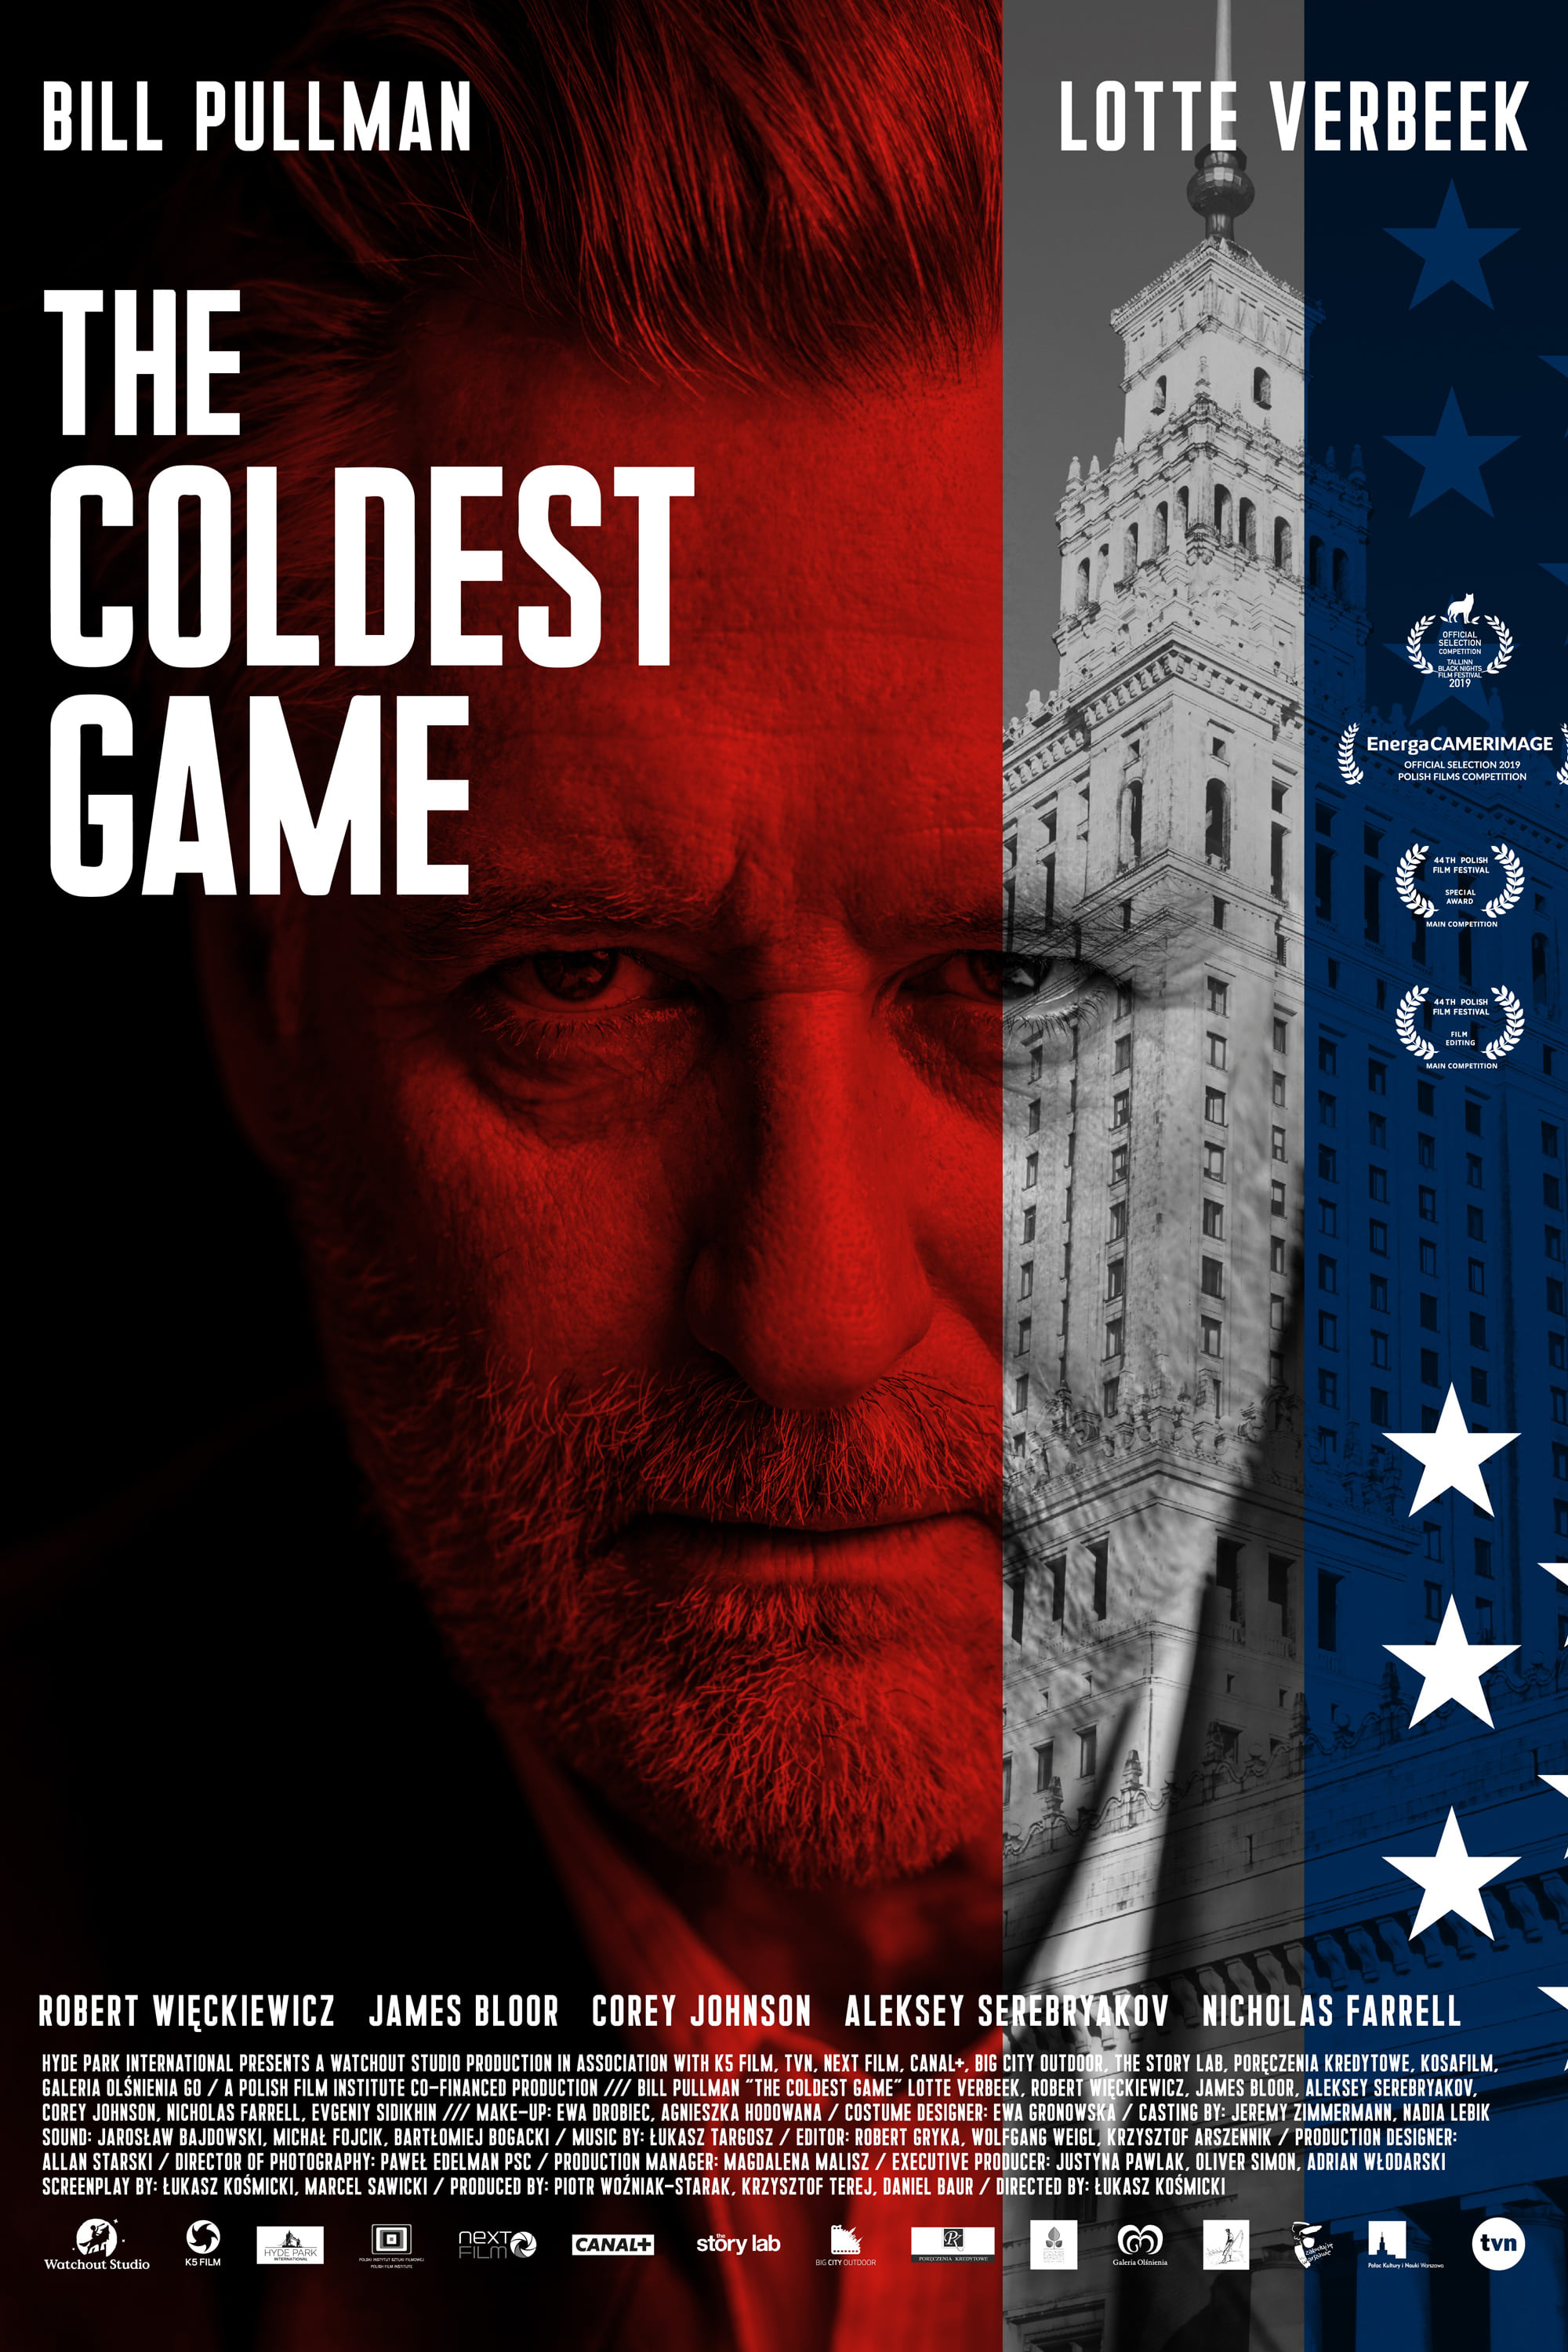 BILL PULLMAN
LOTTE VERBEEK
THE
COLDEST
GAME
OFFICIAL
SELECTION
COMPETITION
TALLINN
BLACK NIGHTS
FILM FESTIVAL
2019
EnergaCAMERIMAGE
OFFICIAL SELECTION 2019
POLISH FILMS COMPETITION
44TH POLISH
FILM FESTIVAL
SPECIAL
AWARD
MAIN COMPETITION
44TH POLISH
FILM FESTIVAL
FILM
EDITING
MAIN COMPETITION
ROBERT WIĘCKIEWICZ JAMES BLOOR COREY JOHNSON ALEKSEY SEREBRYAKOV NICHOLAS FARRELL
HYDE PARK INTERNATIONAL PRESENTS A WATCHOUT STUDIO PRODUCTION IN ASSOCIATION WITH K5 FILM, TVN, NEXT FILM, CANAL+, BIG CITY OUTDOOR, THE STORY LAB, PORĘCZENIA KREDYTOWE, KOSAFILM,
GALERIA OLŚNIENIA GO / A POLISH FILM INSTITUTE CO-FINANCED PRODUCTION /// BILL PULLMAN "THE COLDEST GAME" LOTTE VERBEEK, ROBERT WIĘCKIEWICZ, JAMES BLOOR, ALEKSEY SEREBRYAKOV,
COREY JOHNSON, NICHOLAS FARRELL, EVGENIY SIDIKHIN /// MAKE-UP: EWA DROBIEC, AGNIESZKA HODOWANA / COSTUME DESIGNER: EWA GRONOWSKA / CASTING BY: JEREMY ZIMMERMANN, NADIA LEBIK
SOUND: JAROSŁAW BAJDOWSKI, MICHAŁ FOJCIK, BARTŁOMIEJ BOGACKI / MUSIC BY: ŁUKASZ TARGOSZ / EDITOR: ROBERT GRYKA, WOLFGANG WEIGL, KRZYSZTOF ARSZENNIK / PRODUCTION DESIGNER:
ALLAN STARSKI / DIRECTOR OF PHOTOGRAPHY: PAWEŁ EDELMAN PSC / PRODUCTION MANAGER: MAGDALENA MALISZ / EXECUTIVE PRODUCER: JUSTYNA PAWLAK, OLIVER SIMON, ADRIAN WŁODARSKI
SCREENPLAY BY: ŁUKASZ KOŚMICKI, MARCEL SAWICKI / PRODUCED BY: PIOTR WOŹNIAK-STARAK, KRZYSZTOF TEREJ, DANIEL BAUR / DIRECTED BY: ŁUKASZ KOŚMICKI
Watchout Studio
K5 FILM
HYDE PARK
INTERNATIONAL
POLSKI INSTYTUT SZTUKI FILMOWEJ
POLISH FILM INSTITUTE
NEXT
FILM
CANAL+
the
story lab
BIG CITY OUTDOOR
PORĘCZENIA KREDYTOWE
Galeria Olśnienia
Pałac Kultury i Nauki Warszawa
tvn